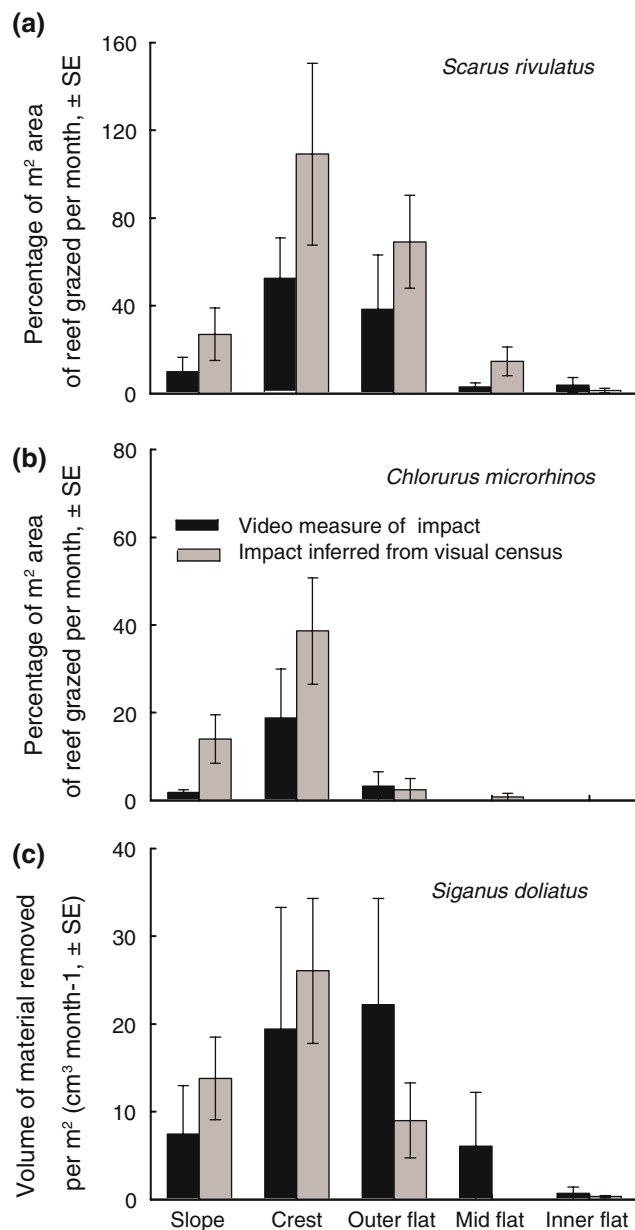 (a)
160
120
80
40
0
Percentage of m² area
of reef grazed per month, ± SE
Scarus rivulatus
(b)
80
60
40
20
0
Percentage of m² area
of reef grazed per month, ± SE
Chlorurus microrhinos
Video measure of impact
Impact inferred from visual census
(c)
40
30
20
10
0
Volume of material removed
per m² (cm³ month-1, ± SE)
Siganus doliatus
Slope Crest Outer flat Mid flat Inner flat